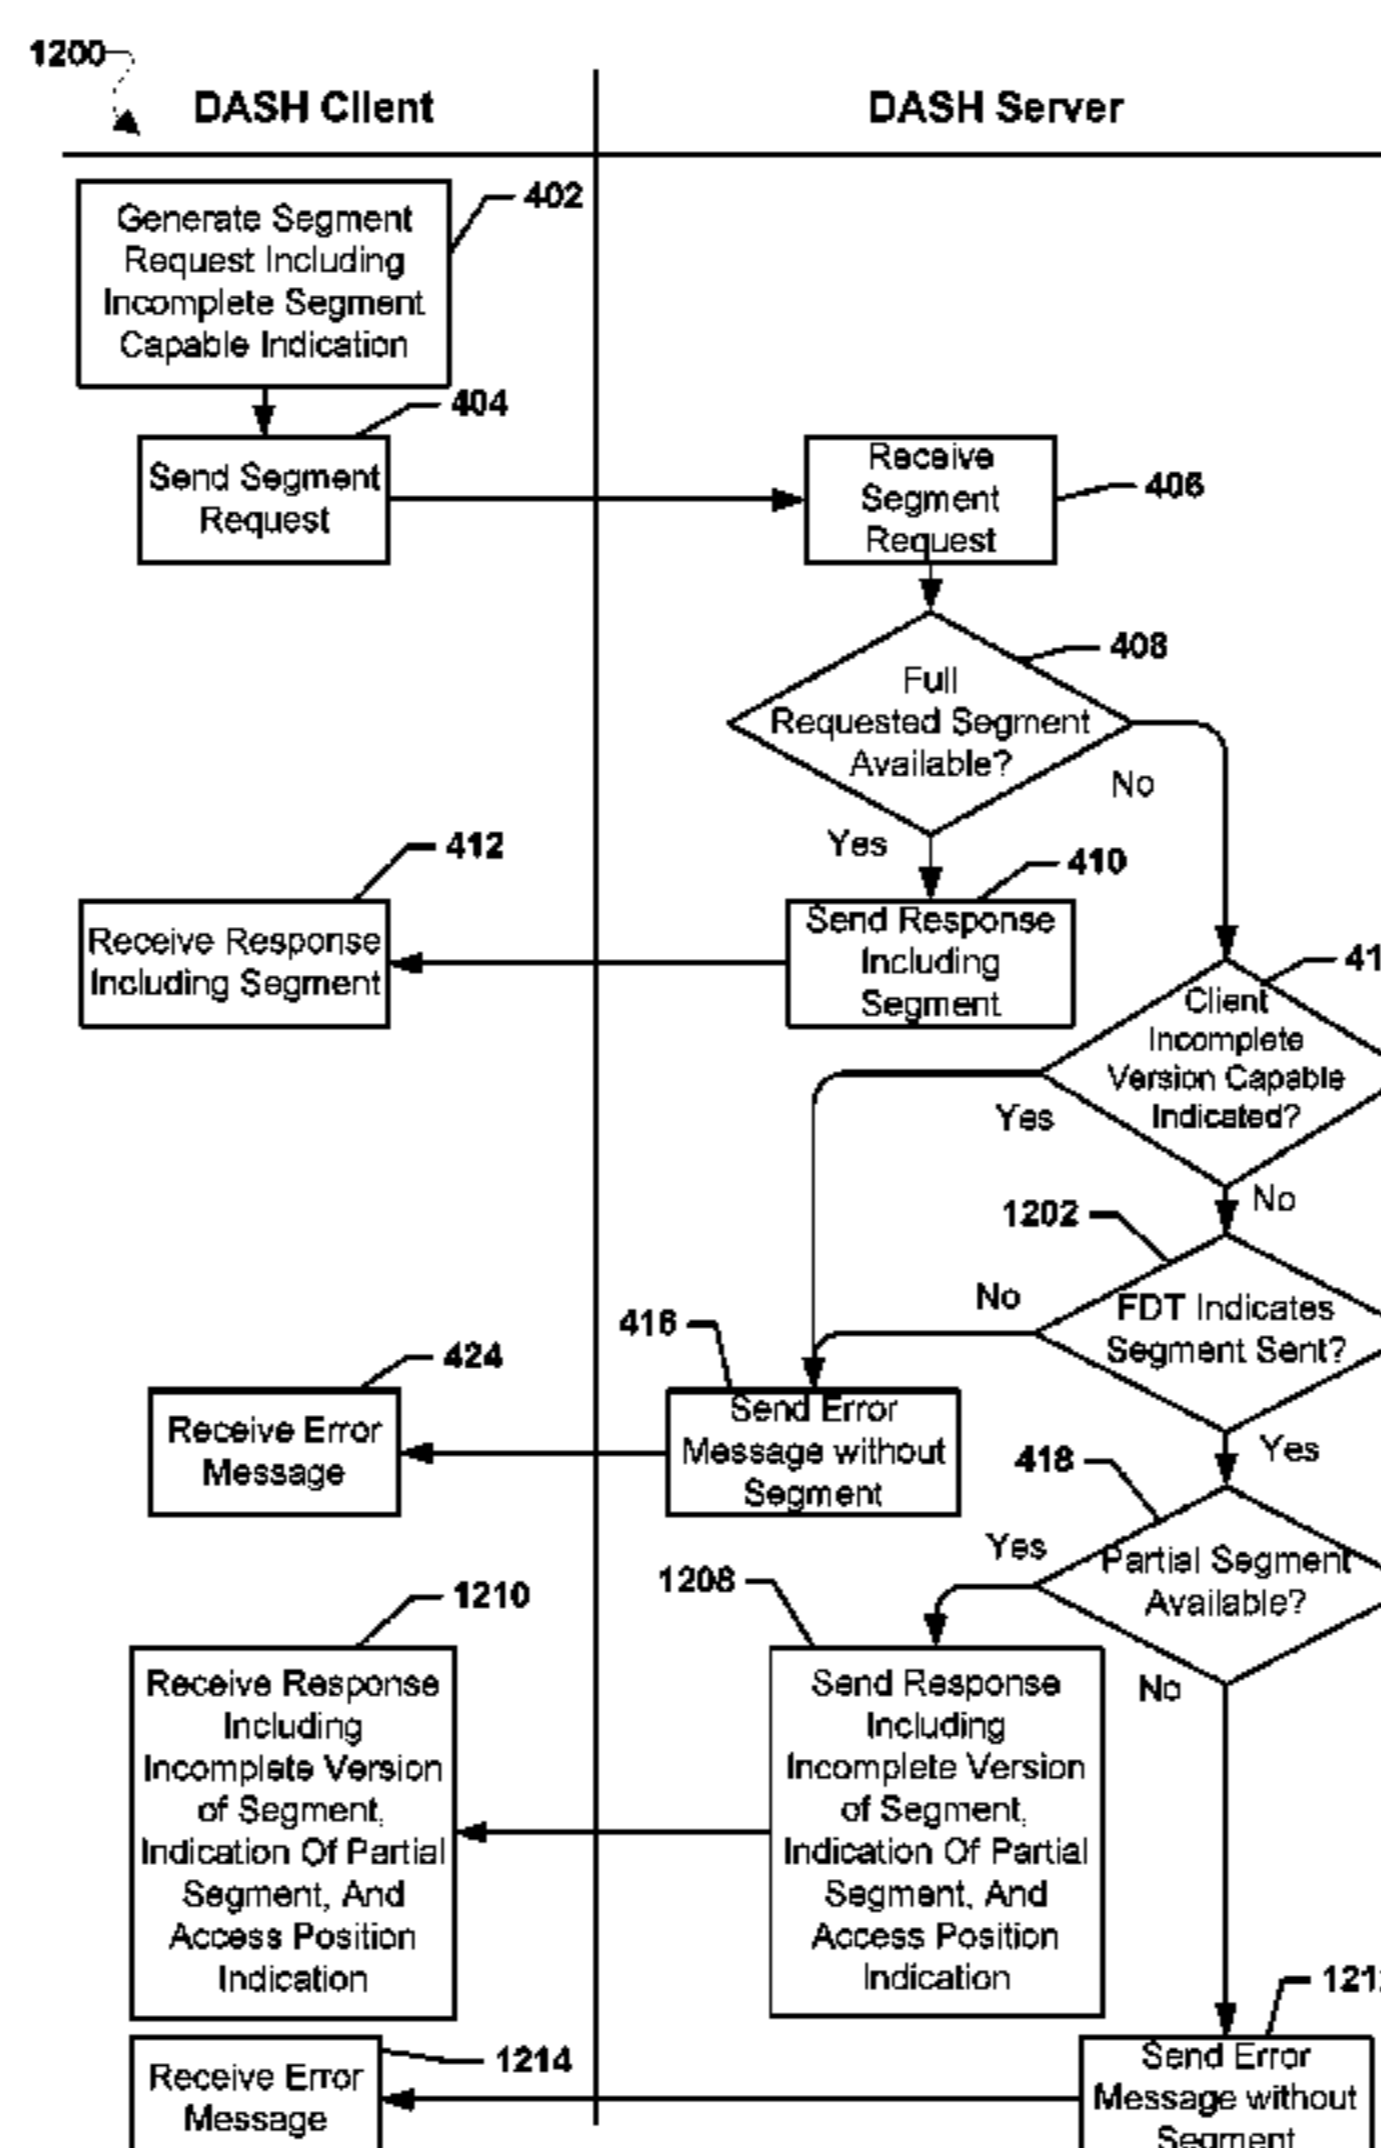 1200
DASH Client
DASH Server
402
Generate Segment
Request Including
Incomplete Segment
Capable Indication
404
Send Segment
Request
Receive
Segment
Request
406
408
Full
Requested Segment
Available?
No
Yes
412
410
Receive Response
Including Segment
Send Response
Including
Segment
Client
Incomplete
Version Capable
Indicated?
Yes
No
1202
No
FDT Indicates
Segment Sent?
416
424
Receive Error
Message
Send Error
Message without
Segment
Yes
418
Yes
Partial Segment
Available?
No
1210
1208
Receive Response
Including
Incomplete Version
of Segment,
Indication Of Partial
Segment, And
Access Position
Indication
Send Response
Including
Incomplete Version
of Segment,
Indication Of Partial
Segment, And
Access Position
Indication
1214
Receive Error
Message
Send Error
Message without
Segment